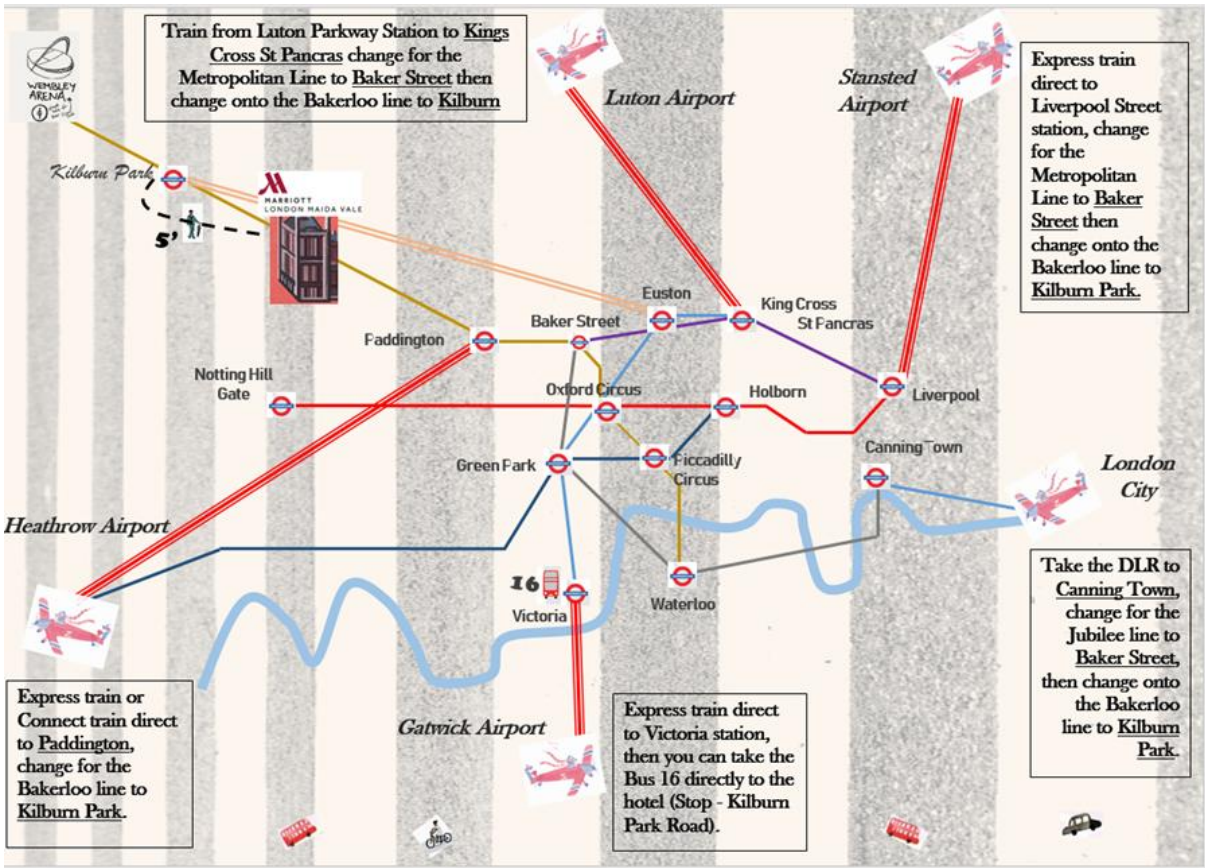 Train from Luton Parkway Station to Kings
Cross St Pancras change for the
Metropolitan Line to Baker Street then
change onto the Bakerloo line to Kilburn
WEMBLEY
ARENA
Luton Airport
Stansted
Airport
Express train
direct to
Liverpool Street
station, change
for the
Metropolitan
Line to Baker
Street then
change onto the
Bakerloo line to
Kilburn Park.
Kilburn Park
MARRIOTT
LONDON MAIDA VALE
5'
Euston
King Cross
St Pancras
Baker Street
Paddington
Notting Hill
Gate
Oxford Circus
Holborn
Liverpool
Canning Town
Green Park
Piccadilly
Circus
London
City
Heathrow Airport
16
Victoria
Waterloo
Take the DLR to
Canning Town,
change for the
Jubilee line to
Baker Street,
then change onto
the Bakerloo
line to Kilburn
Park.
Express train or
Connect train direct
to Paddington,
change for the
Bakerloo line to
Kilburn Park.
Gatwick Airport
Express train direct
to Victoria station,
then you can take the
Bus 16 directly to the
hotel (Stop - Kilburn
Park Road).